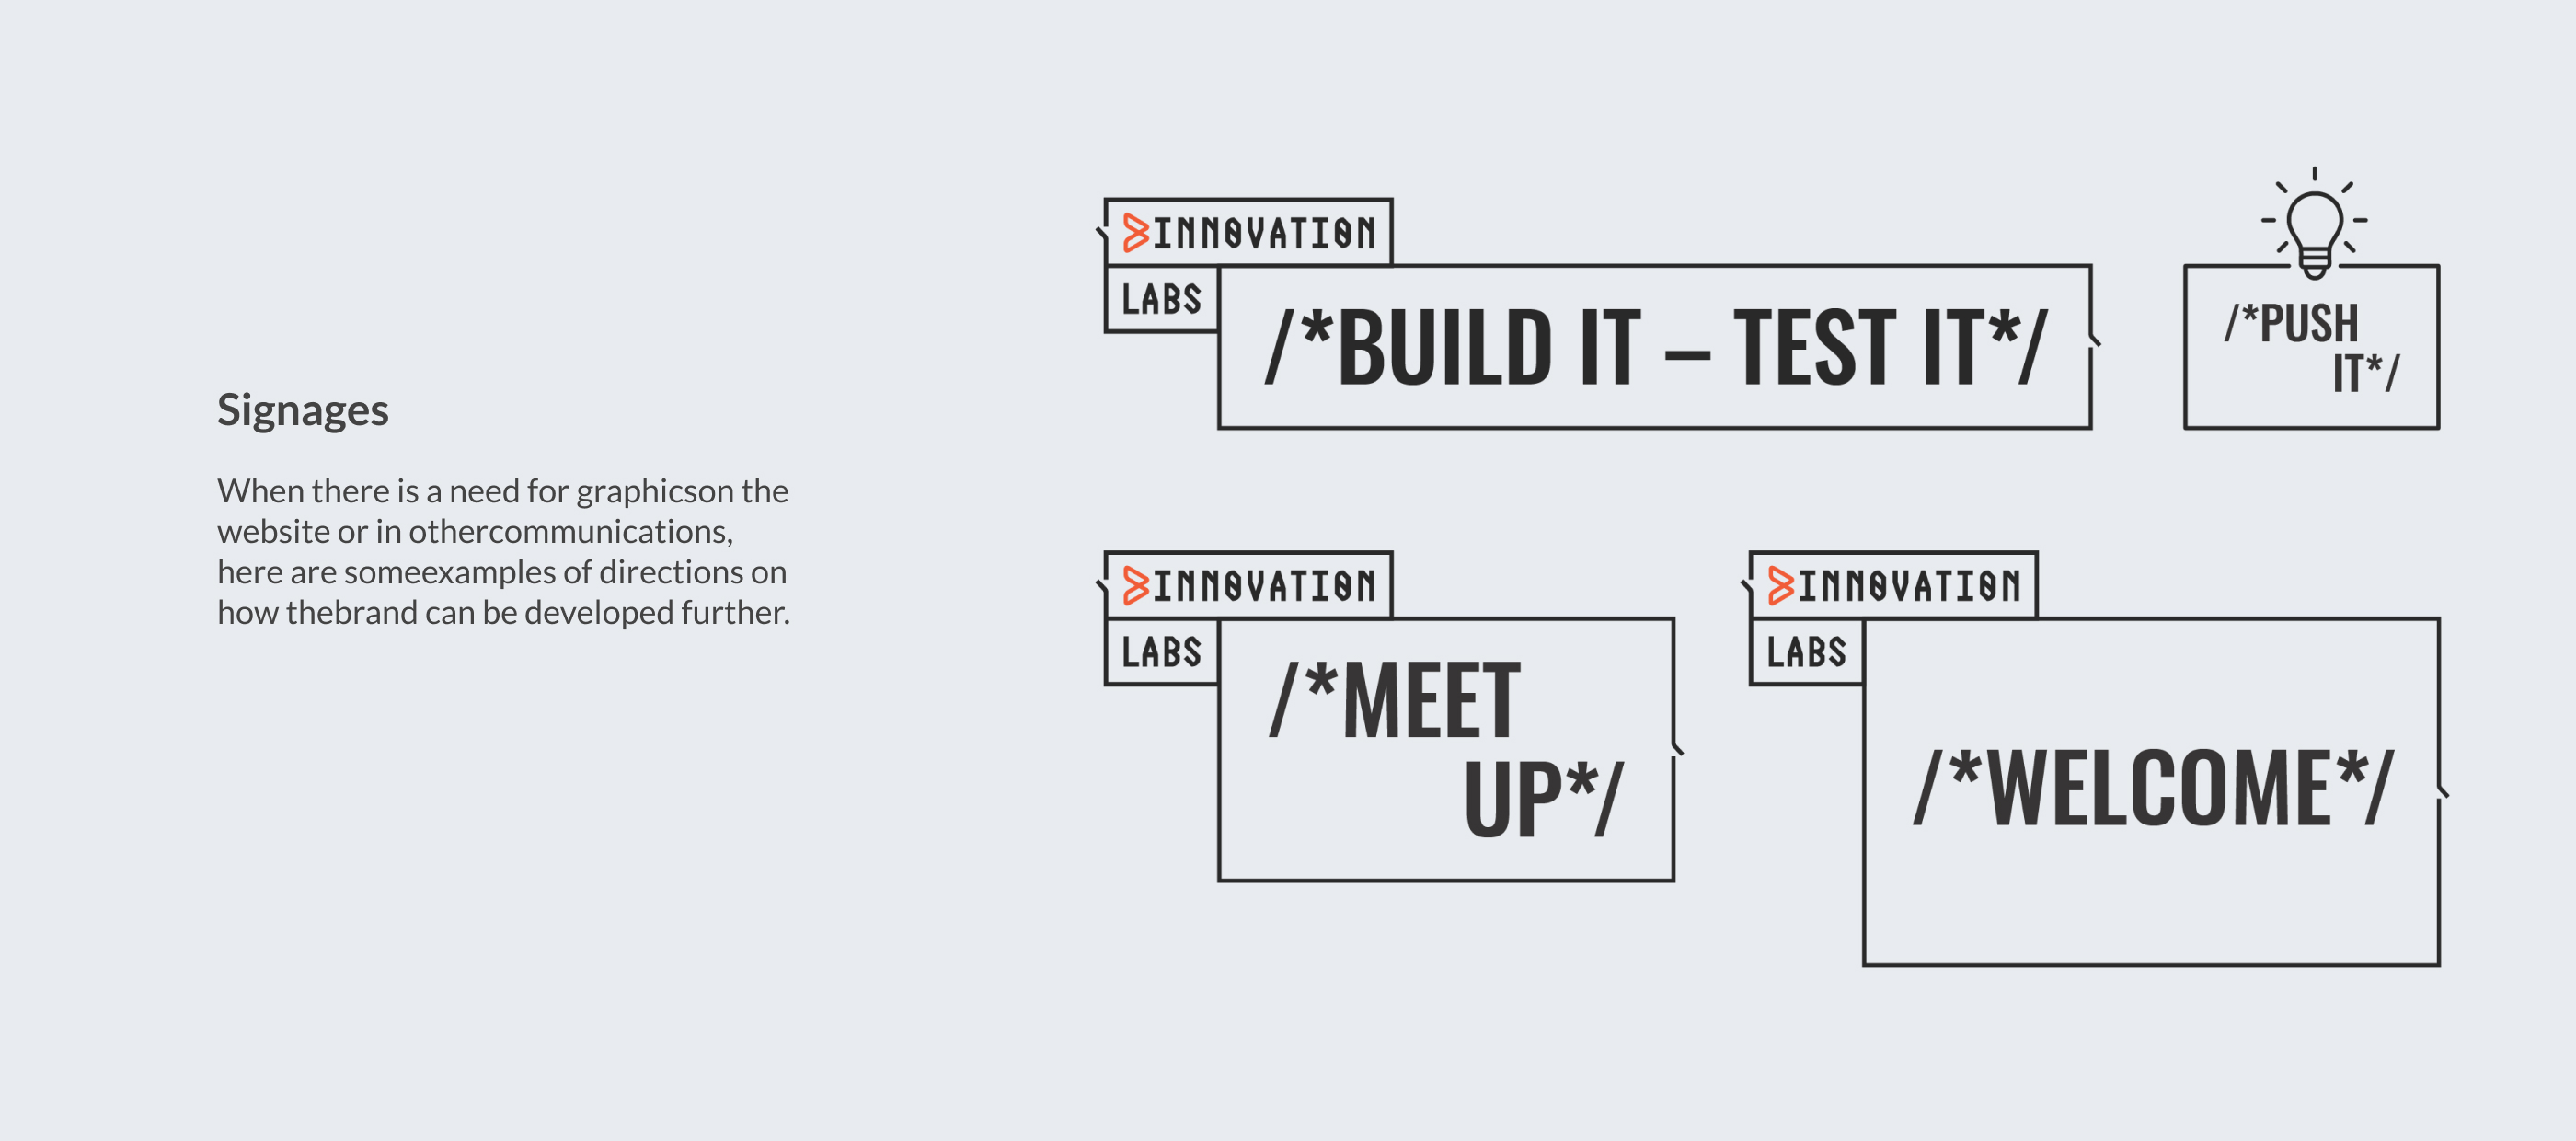 Signages
When there is a need for graphicson the
website or in othercommunications,
here are someexamples of directions on
how thebrand can be developed further.
INNOVATION
LABS
/*BUILD IT – TEST IT*/
/*PUSH
IT*/
INNOVATION
LABS
/*MEET
UP*/
INNOVATION
LABS
/*WELCOME*/